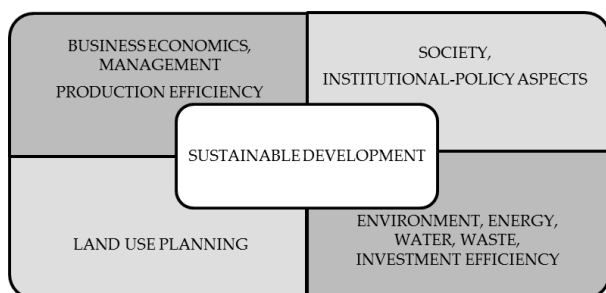 BUSINESS ECONOMICS,
MANAGEMENT
PRODUCTION EFFICIENCY
SOCIETY,
INSTITUTIONAL-POLICY ASPECTS
SUSTAINABLE DEVELOPMENT
LAND USE PLANNING
ENVIRONMENT, ENERGY,
WATER, WASTE,
INVESTMENT EFFICIENCY